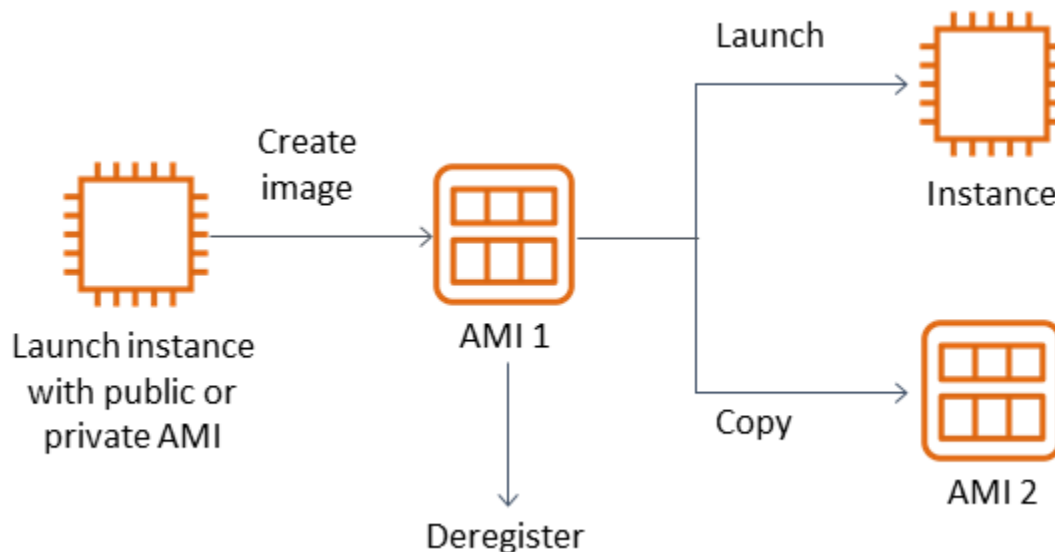 Launch
Create
image
Instance
AMI 1
Launch instance
with public or
private AMI
Copy
AMI 2
Deregister